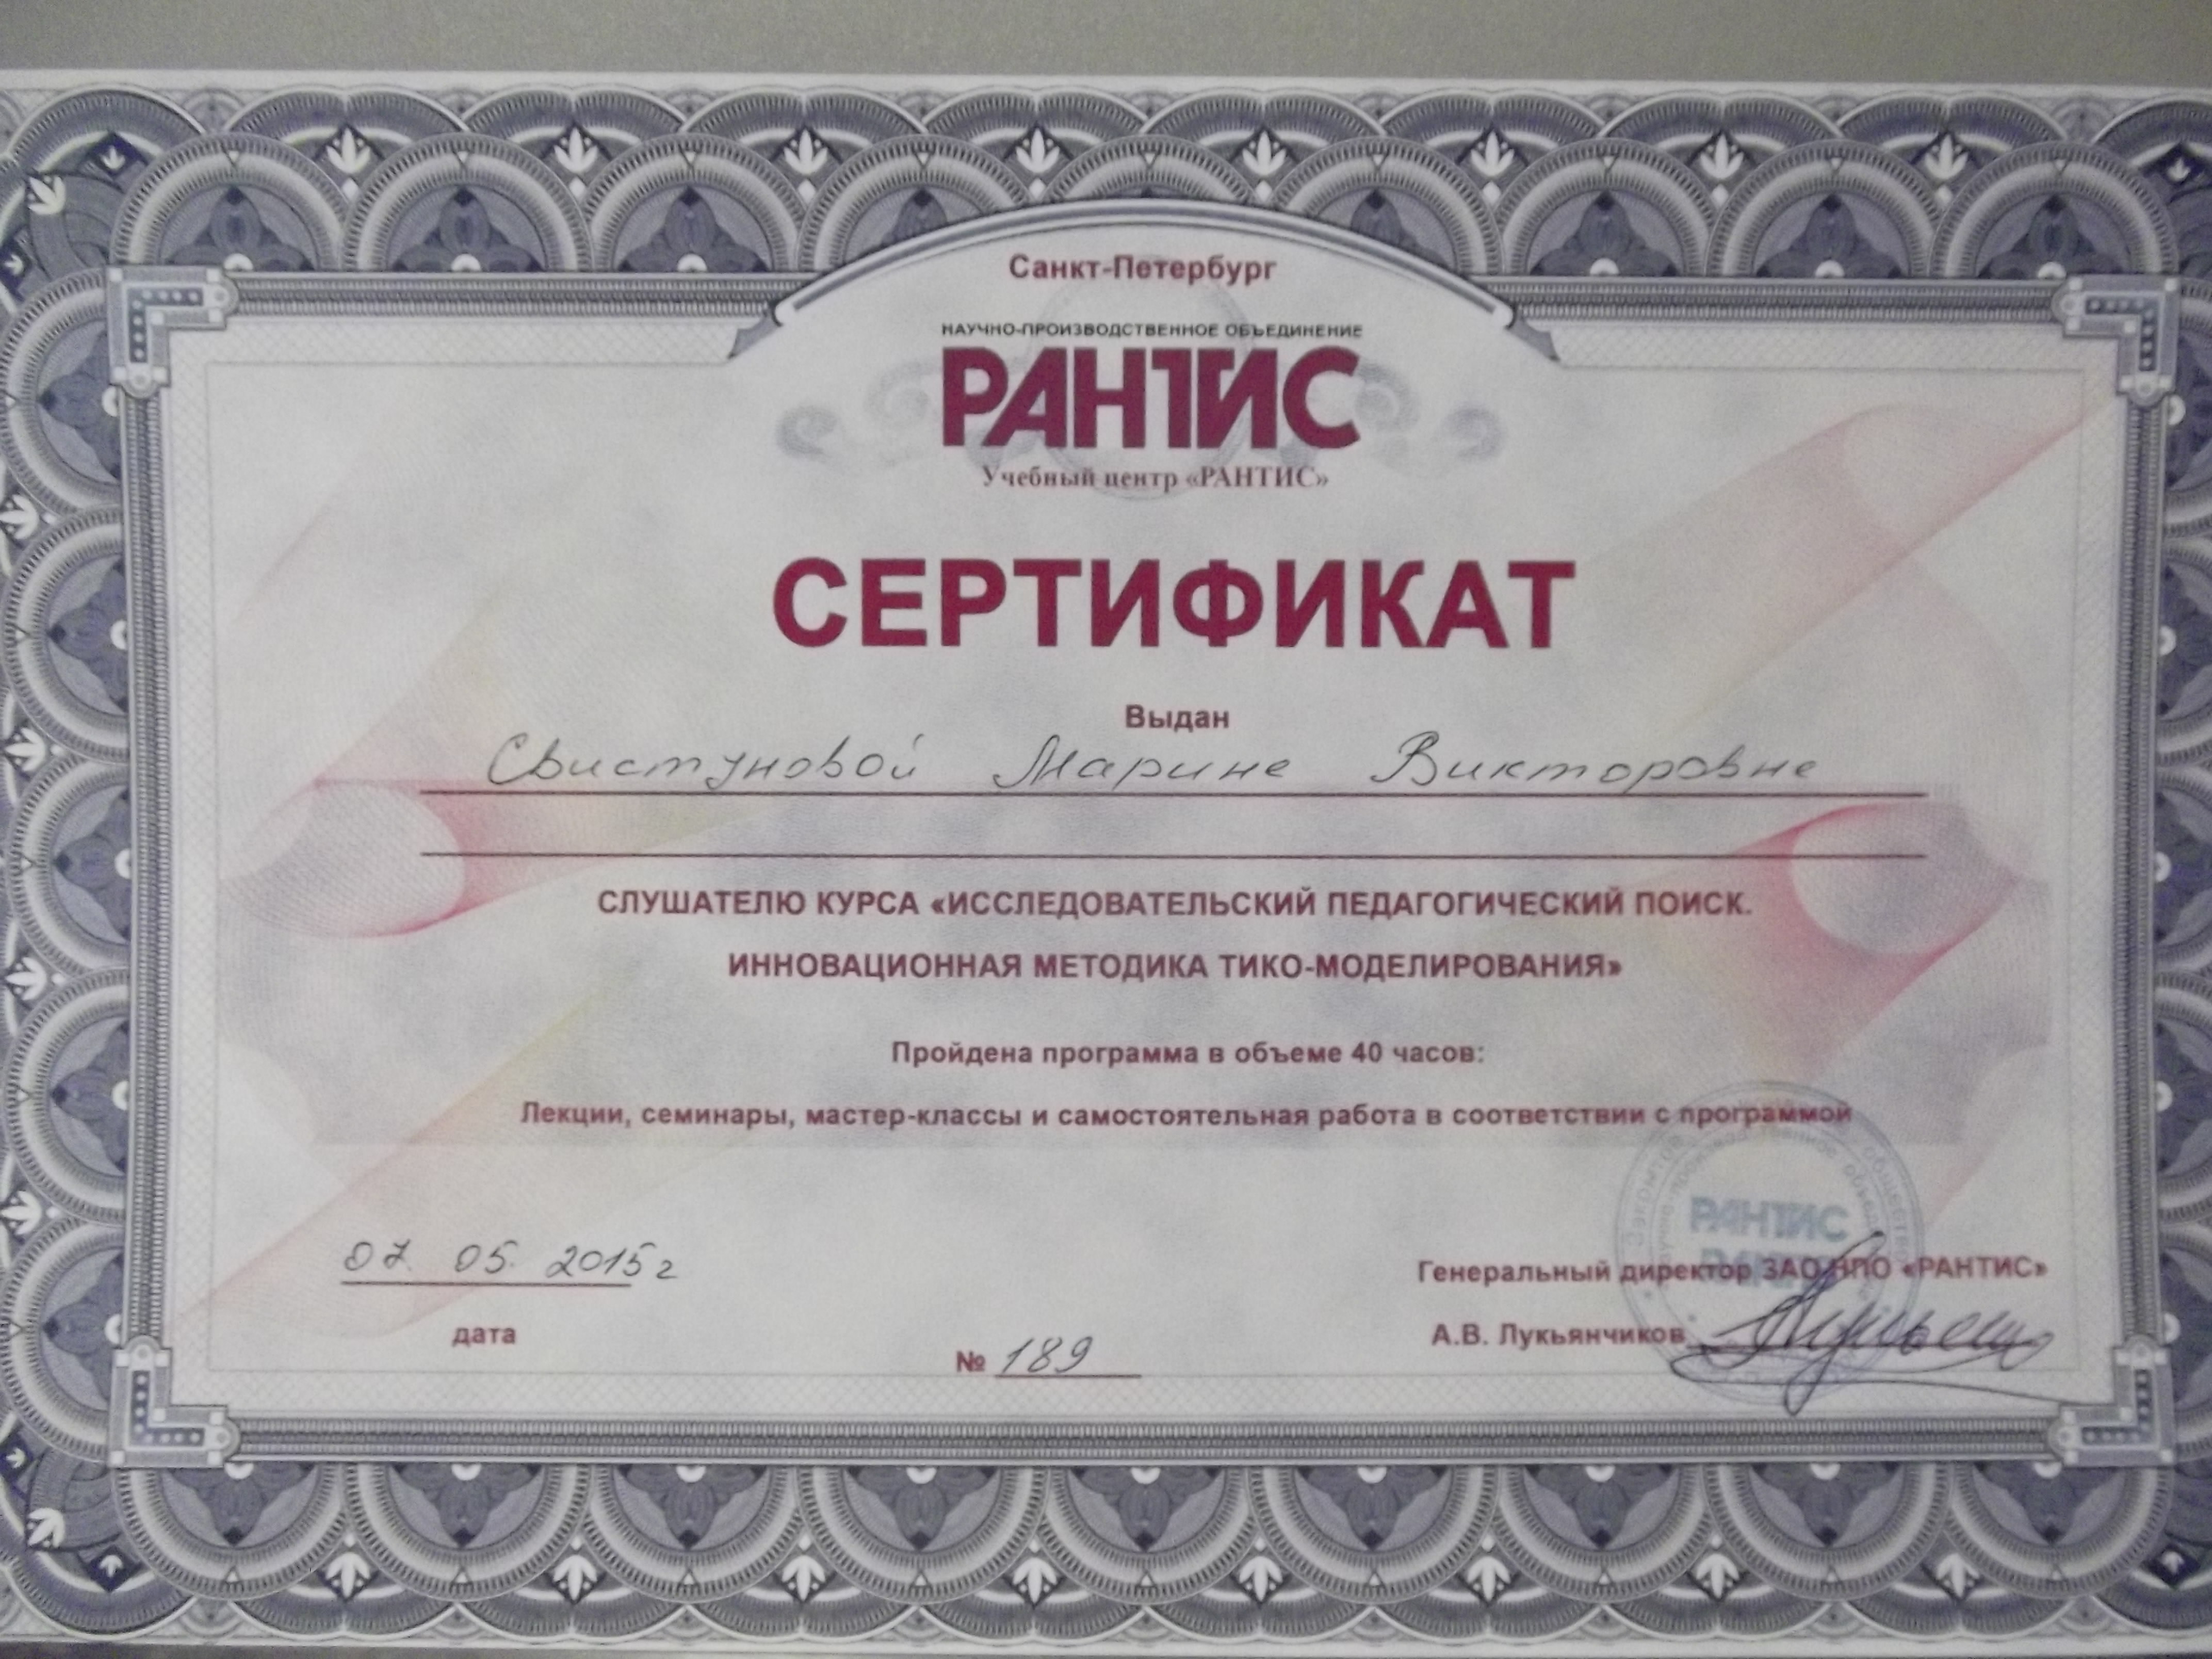 Санкт-Петербург
НАУЧНО-ПРОИЗВОДСТВЕННОЕ ОБЪЕДИНЕНИЕ
РАНТИС
Учебный центр «РАНТИС»
СЕРТИФИКАТ
Выдан
Свистуновой Марине Викторовне
СЛУШАТЕЛЮ КУРСА «ИССЛЕДОВАТЕЛЬСКИЙ ПЕДАГОГИЧЕСКИЙ ПОИСК.
ИННОВАЦИОННАЯ МЕТОДИКА ТИКО-МОДЕЛИРОВАНИЯ»
Пройдена программа в объеме 40 часов:
Лекции, семинары, мастер-классы и самостоятельная работа в соответствии с программой
РАНТИС
07. 05. 2015г
Генеральный директор ЗАО НПО «РАНТИС»
дата
А.В. Лукьянчиков
№ 189